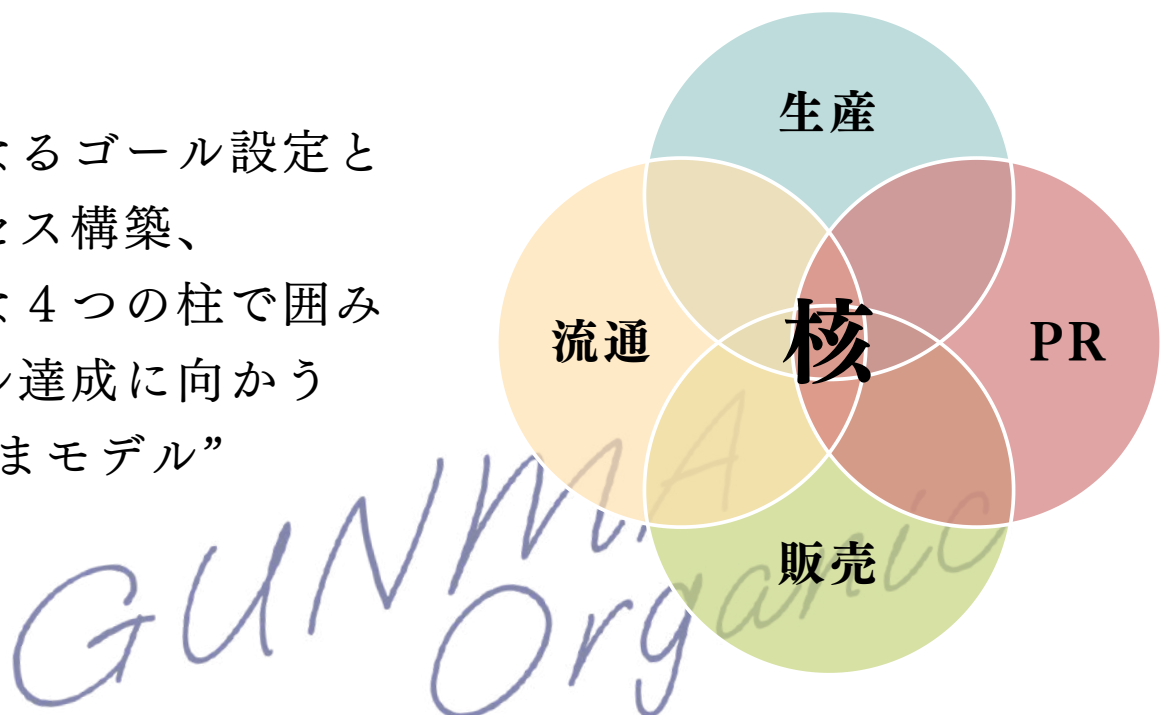 なるゴール設定と
セス構築、
な４つの柱で囲み
ル達成に向かう
まモデル”
生産
流通
核
PR
販売
GUNMA
Organic